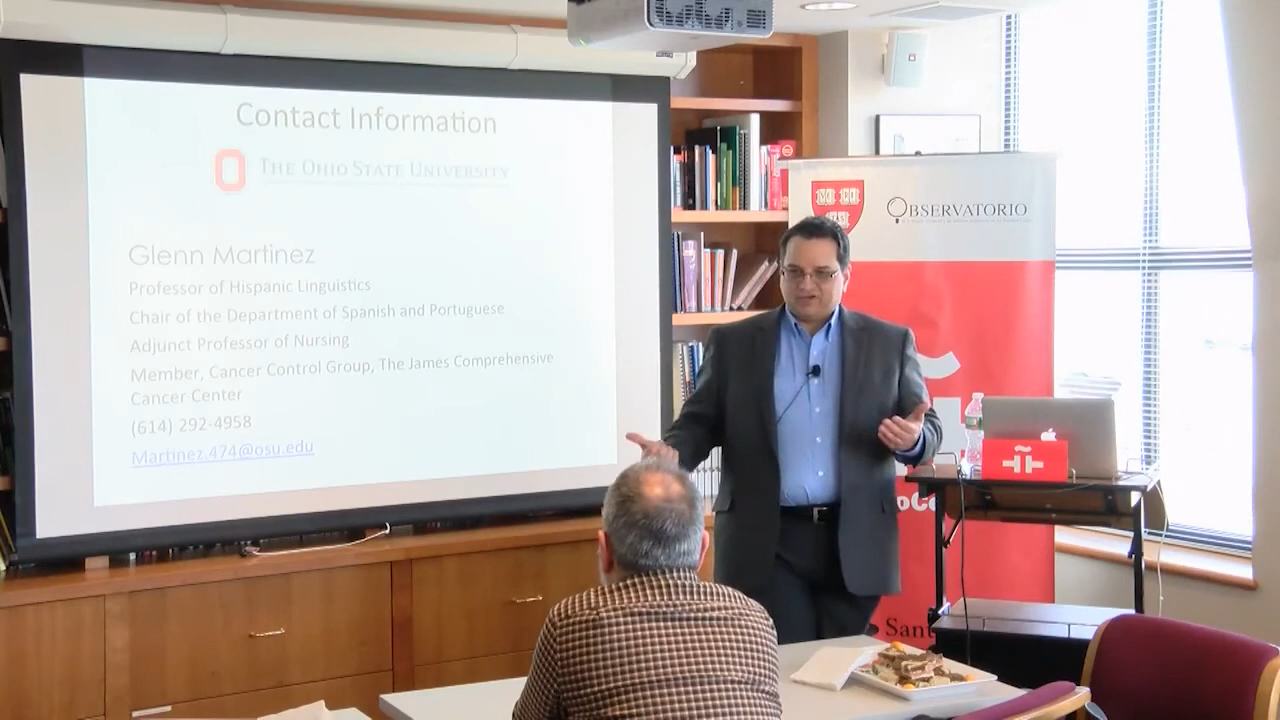 Contact Information
THE OHIO STATE UNIVERSITY
Glenn Martinez
Professor of Hispanic Linguistics
Chair of the Department of Spanish and Portuguese
Adjunct Professor of Nursing
Member, Cancer Control Group, The James Comprehensive
Cancer Center
(614) 292-4958
Martinez.474@osu.edu
OBSERVATORIO
Sant